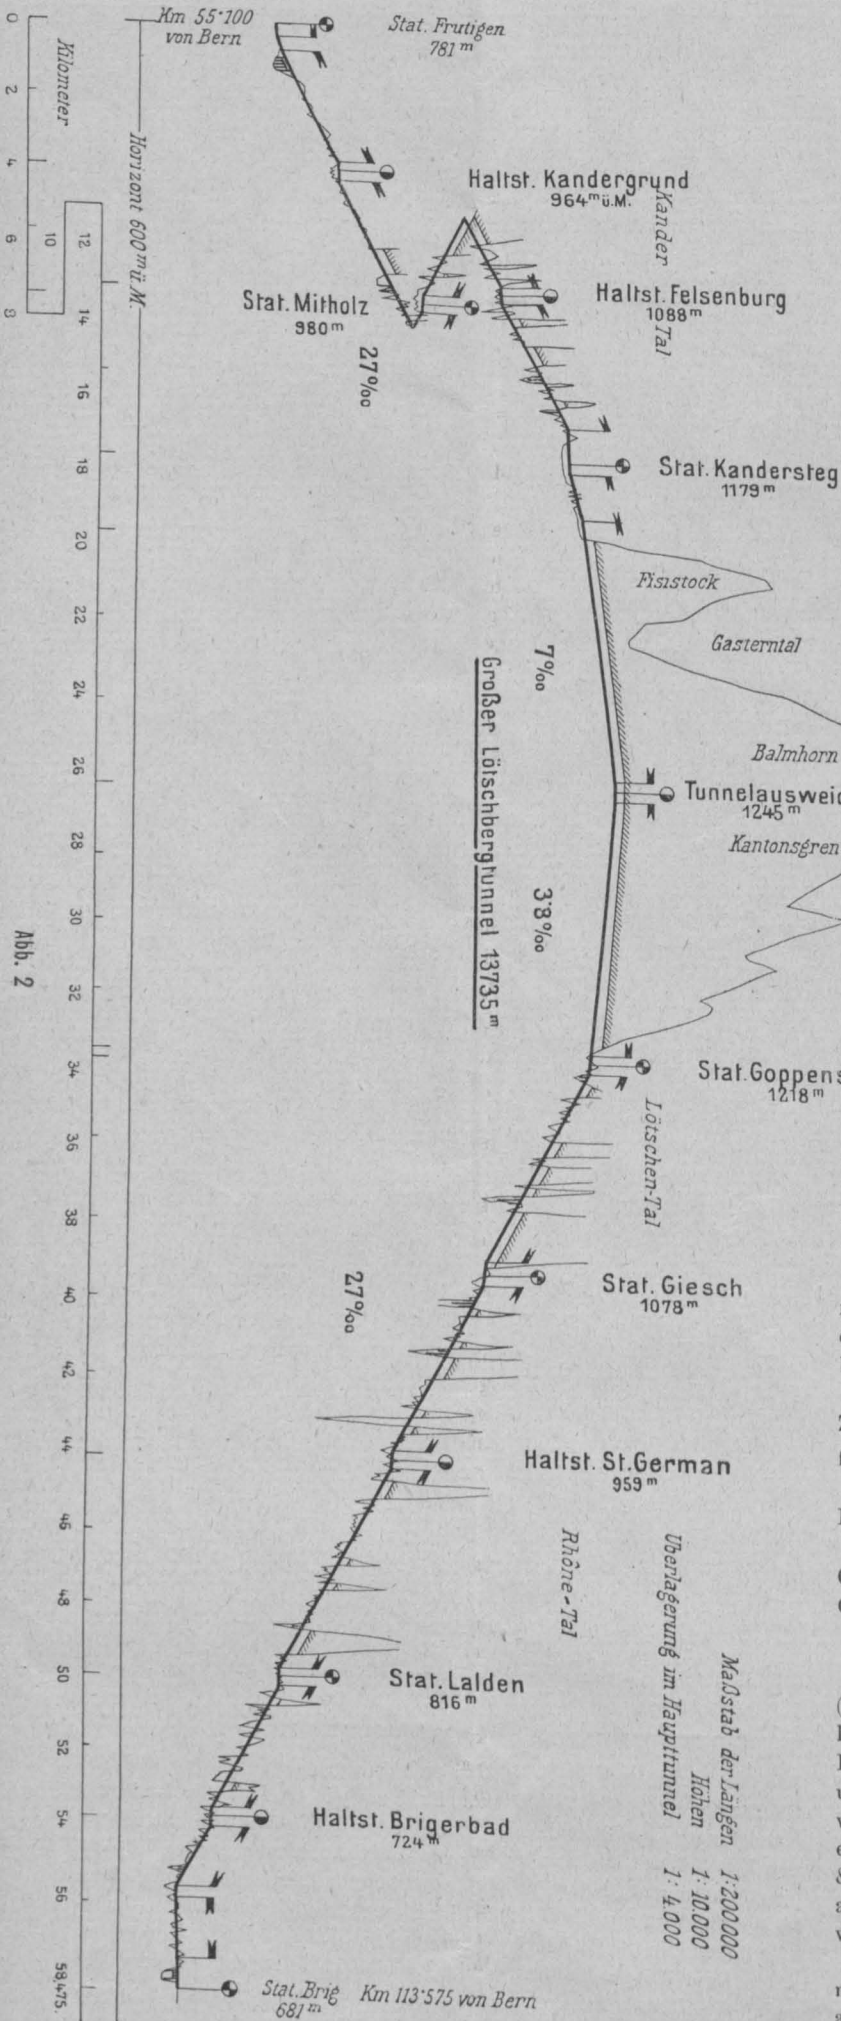 Km 55·100
von Bern
Stat. Frutigen
781 m
Kilometer
0
2
4
6
8
10
12
14
16
18
20
22
24
26
28
30
32
34
36
38
40
42
44
46
48
50
52
54
56
58,475.
Horizont 600 m ü. M.
Haltst. Kandergrund
964 m ü.M.
Kander
Tal
Stat. Mitholz
980 m
Haltst. Felsenburg
1088 m
27‰
Stat. Kandersteg
1179 m
Fisistock
Gasterntal
7‰
Großer Lötschbergtunnel 13735 m
Balmhorn
Tunnelausweic
1245 m
Kantonsgren
3·8‰
Abb. 2
Stat. Goppens
1218 m
Lötschen-Tal
Stat. Giesch
1078 m
27‰
Haltst. St. German
959 m
Rhône-Tal
Maßstab der Längen 1:200000
Höhen 1: 10.000
Überlagerung im Haupttunnel 1: 4.000
Stat. Lalden
816 m
Haltst. Brigerbad
724 m
Stat. Brig Km 113·575 von Bern
681 m